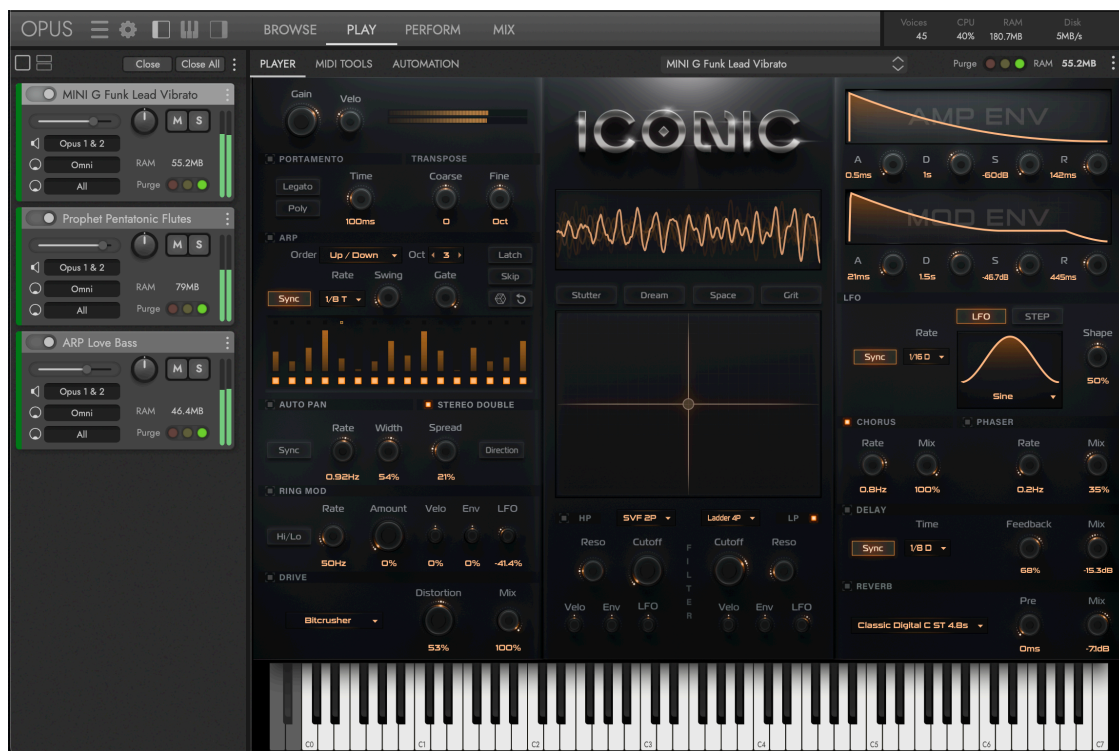 OPUS BROWSE PLAY PERFORM MIX
Voices CPU RAM Disk
45 40% 180.7MB 5MB/s
Close Close All PLAYER MIDI TOOLS AUTOMATION MINI G Funk Lead Vibrato Purge RAM 55.2MB
MINI G Funk Lead Vibrato
M S
Opus 1 & 2
Omni RAM 55.2MB
All Purge
Prophet Pentatonic Flutes
M S
Opus 1 & 2
Omni RAM 79MB
All Purge
ARP Love Bass
M S
Opus 1 & 2
Omni RAM 46.4MB
All Purge
Gain Velo
PORTAMENTO TRANSPOSE
Time Coarse Fine
Legato
Poly
100ms 0 Oct
ARP
Order Up / Down Oct 3 Latch
Rate Swing Gate Skip
Sync 1/8 T
AUTO PAN STEREO DOUBLE
Rate Width Spread
Sync Direction
0.92Hz 54% 21%
RING MOD
Rate Amount Velo Env LFO
Hi/Lo
50Hz 0% 0% 0% -41.4%
DRIVE
Distortion Mix
Bitcrusher
53% 100%
ICONIC
Stutter Dream Space Grit
HP SVF 2P Ladder 4P LP
Reso Cutoff Cutoff Reso
FILTER
Velo Env LFO Velo Env LFO
AMP ENV
A D S R
0.5ms 1s -60dB 142ms
MOD ENV
A D S R
21ms 1.5s -46.7dB 445ms
LFO
LFO STEP
Rate Shape
Sync 1/16 D
50%
Sine
CHORUS PHASER
Rate Mix Rate Mix
0.8Hz 100% 0.2Hz 35%
DELAY
Time Feedback Mix
Sync 1/8 D
68% -15.3dB
REVERB
Pre Mix
Classic Digital C ST 4.8s
0ms -7.1dB
C0 C1 C2 C3 C4 C5 C6 C7